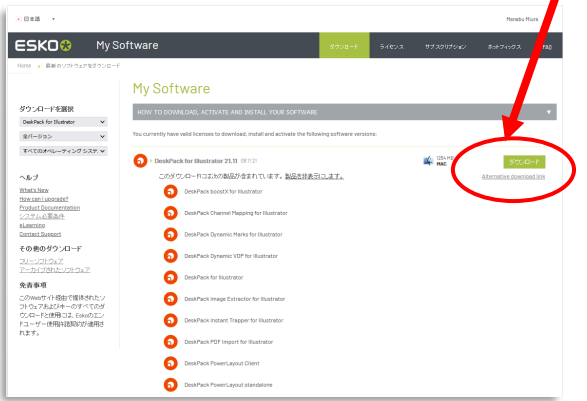 日本語
Manabu Miura
ESKO My Software
ダウンロード ライセンス サブスクリプション ホットフィックス FAQ
Home 最新のソフトウェアをダウンロード
My Software
ダウンロードを選択
HOW TO DOWNLOAD, ACTIVATE AND INSTALL YOUR SOFTWARE
DeskPack for Illustrator
全バージョン
You currently have valid licenses to download, install and activate the following software versions:
すべてのオペレーティング システ
DeskPack for Illustrator 21.11
MAC
ダウンロード
このダウンロードには次の製品が含まれています。製品を非表示にします。
Alternative download link
ヘルプ
What's New
How can I upgrade?
Product Documentation
システム必要条件
eLearning
Contact Support
その他のダウンロード
フリーソフトウェア
アーカイブされたソフトウェア
免責事項
このWebサイト経由で提供されたソ
フトウェアおよびキーのすべてのダ
ウンロードと使用には、Eskoのエン
ドユーザー使用許諾契約が適用さ
れます。
DeskPack boostX for Illustrator
DeskPack Channel Mapping for Illustrator
DeskPack Dynamic Marks for Illustrator
DeskPack Dynamic VDP for Illustrator
DeskPack for Illustrator
DeskPack Image Extractor for Illustrator
DeskPack Instant Trapper for Illustrator
DeskPack PDF Import for Illustrator
DeskPack PowerLayout Client
DeskPack PowerLayout standalone